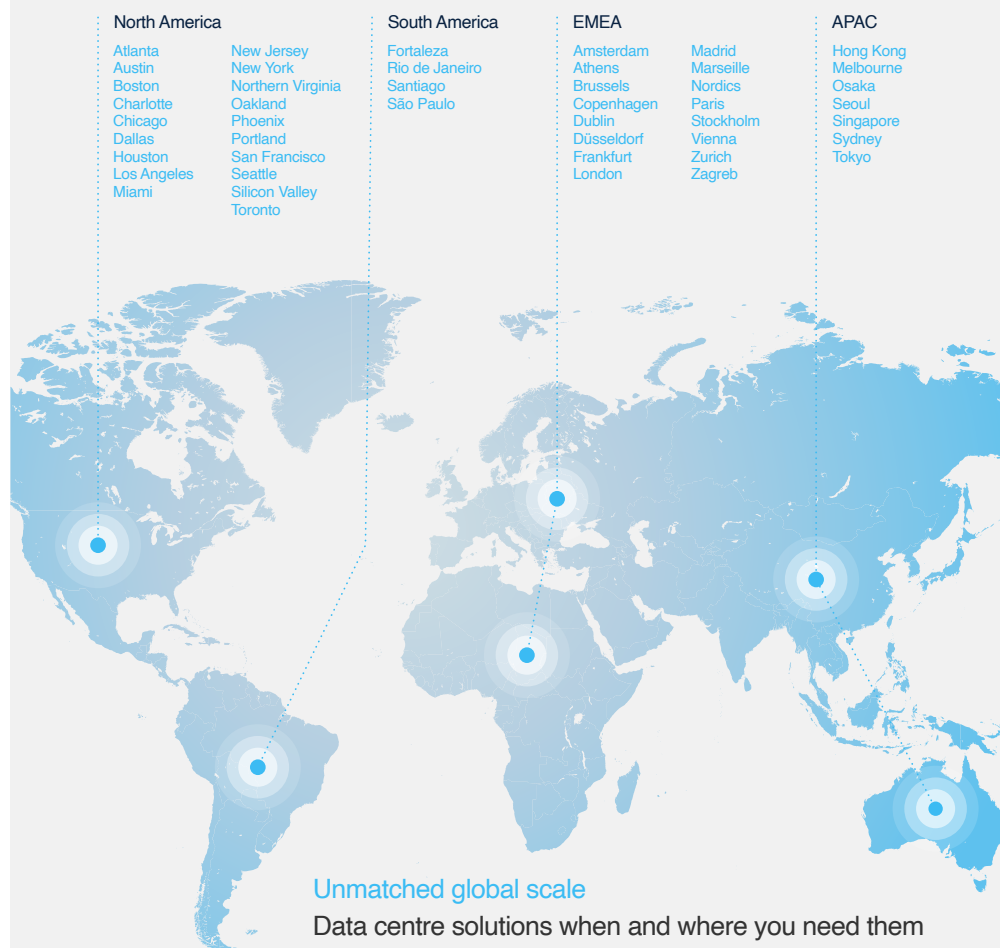 North America
Atlanta
Austin
Boston
Charlotte
Chicago
Dallas
Houston
Los Angeles
Miami
New Jersey
New York
Northern Virginia
Oakland
Phoenix
Portland
San Francisco
Seattle
Silicon Valley
Toronto
South America
Fortaleza
Rio de Janeiro
Santiago
São Paulo
EMEA
Amsterdam
Athens
Brussels
Copenhagen
Dublin
Düsseldorf
Frankfurt
London
Madrid
Marseille
Nordics
Paris
Stockholm
Vienna
Zurich
Zagreb
APAC
Hong Kong
Melbourne
Osaka
Seoul
Singapore
Sydney
Tokyo
Unmatched global scale
Data centre solutions when and where you need them